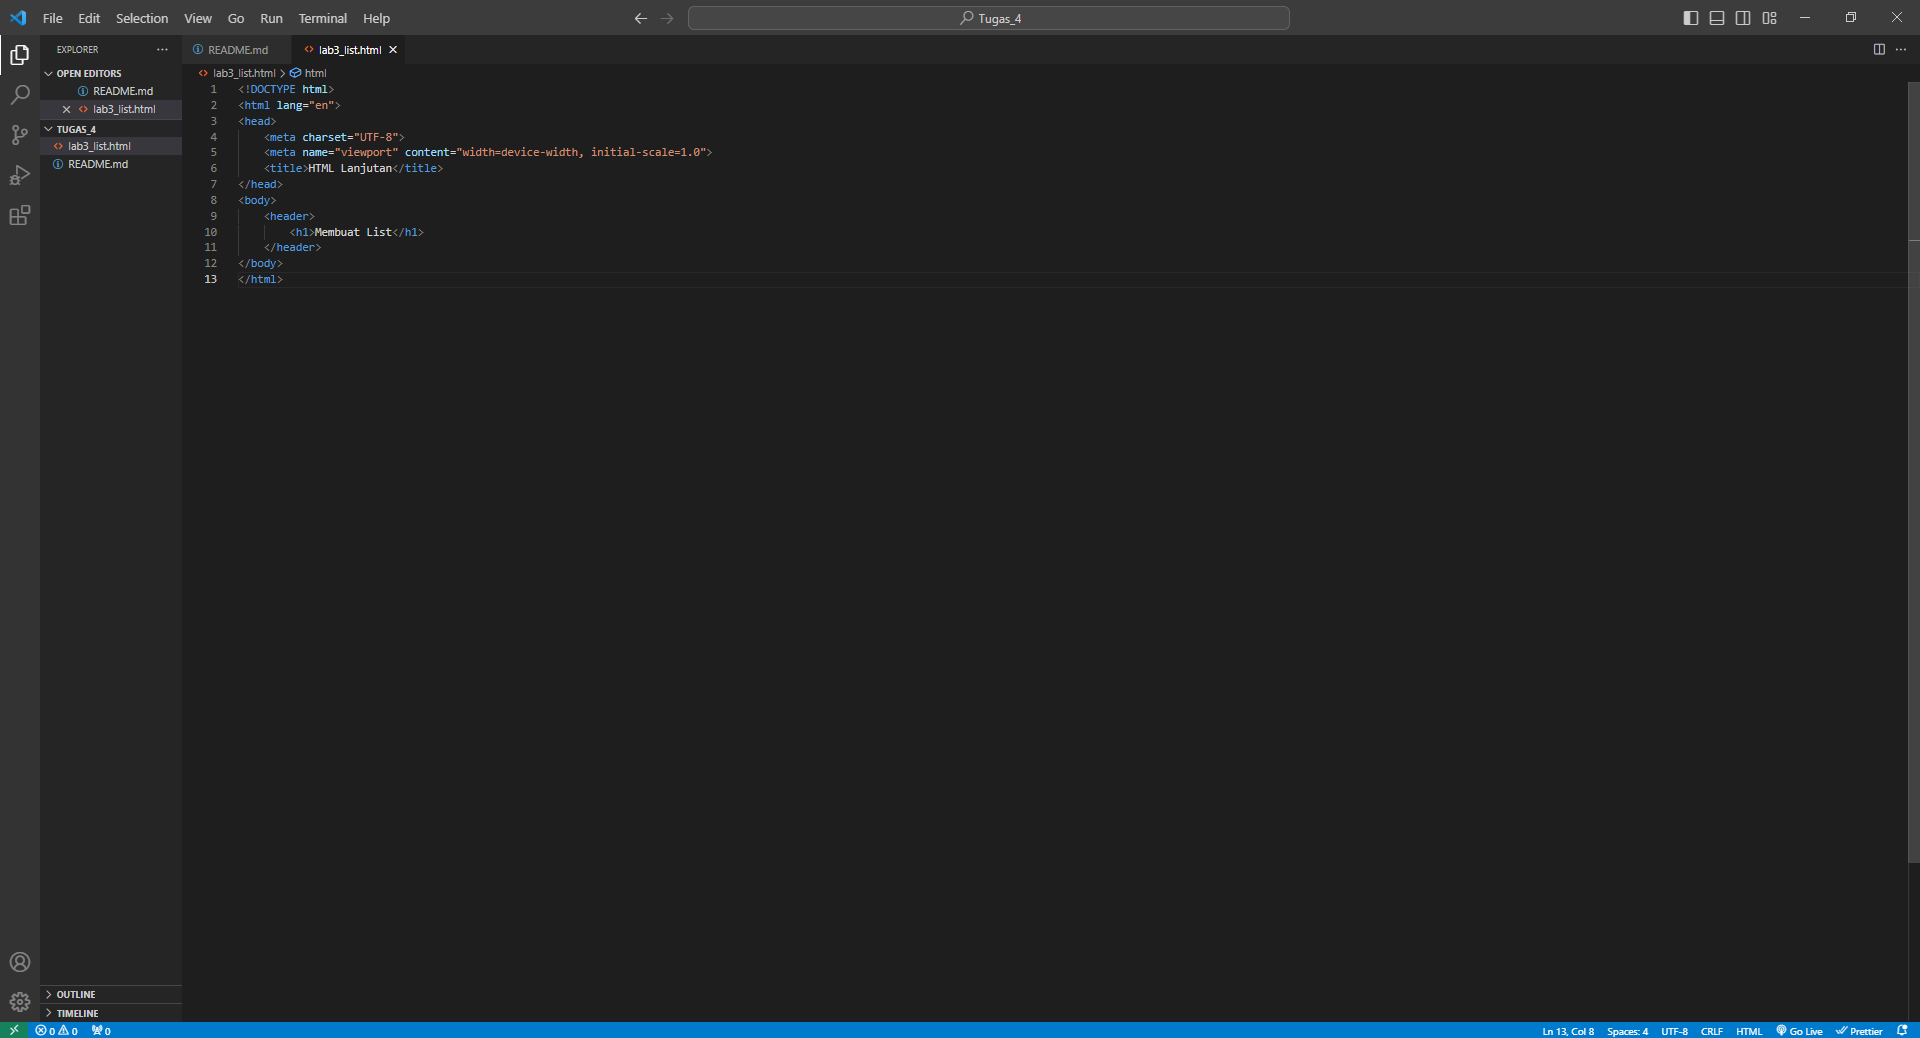 File Edit Selection View Go Run Terminal Help
Tugas_4
EXPLORER
OPEN EDITORS
README.md
lab3_list.html
TUGAS_4
lab3_list.html
README.md
README.md lab3_list.html
lab3_list.html > html
1 <!DOCTYPE html>
2 <html lang="en">
3 <head>
4 <meta charset="UTF-8">
5 <meta name="viewport" content="width=device-width, initial-scale=1.0">
6 <title>HTML Lanjutan</title>
7 </head>
8 <body>
9 <header>
10 <h1>Membuat List</h1>
11 </header>
12 </body>
13 </html>
OUTLINE
TIMELINE
0 0 0 Ln 13, Col 8 Spaces: 4 UTF-8 CRLF HTML Go Live Prettier